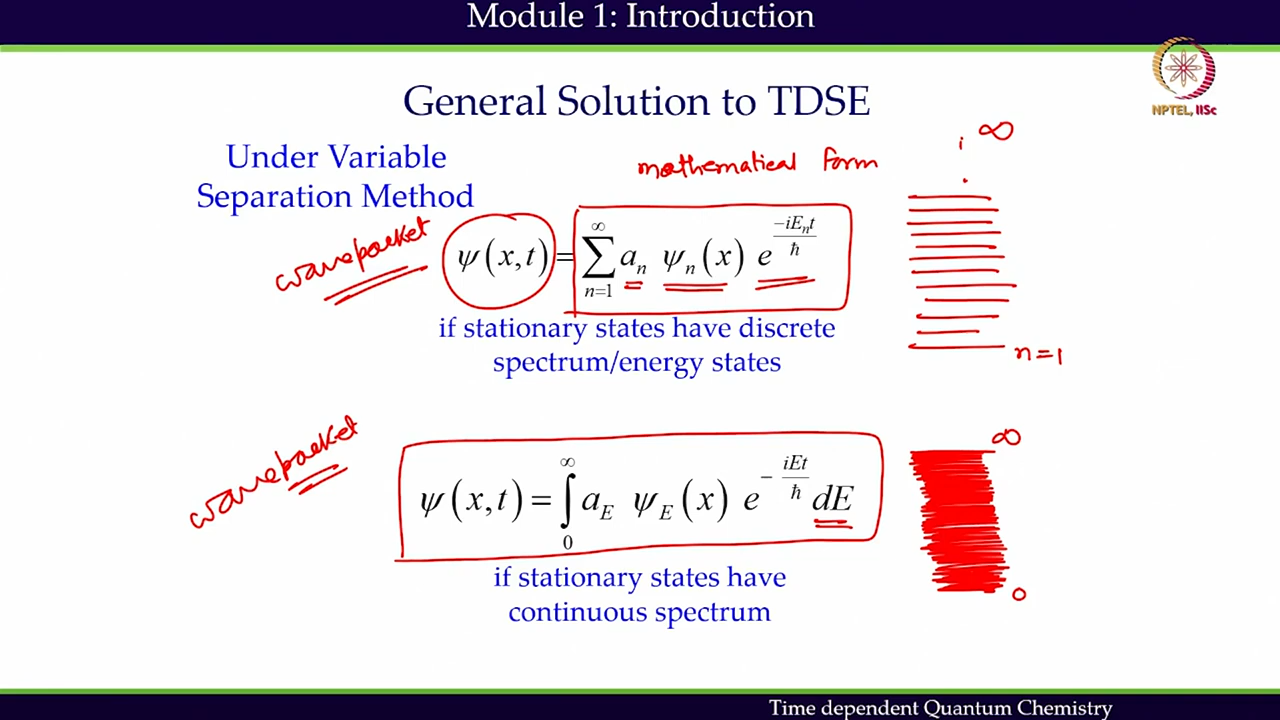 Module 1: Introduction
NPTEL, IISc
General Solution to TDSE
Under Variable
Separation Method
mathematical form
∞
wavepacket
ψ(x,t) = ∑_{n=1}^{∞} a_n ψ_n(x) e^{-iE_nt/ħ}
if stationary states have discrete
spectrum/energy states
n=1
wavepacket
∞
ψ(x,t) = ∫_0^∞ a_E ψ_E(x) e^{-iEt/ħ} dE
0
if stationary states have
continuous spectrum
Time dependent Quantum Chemistry